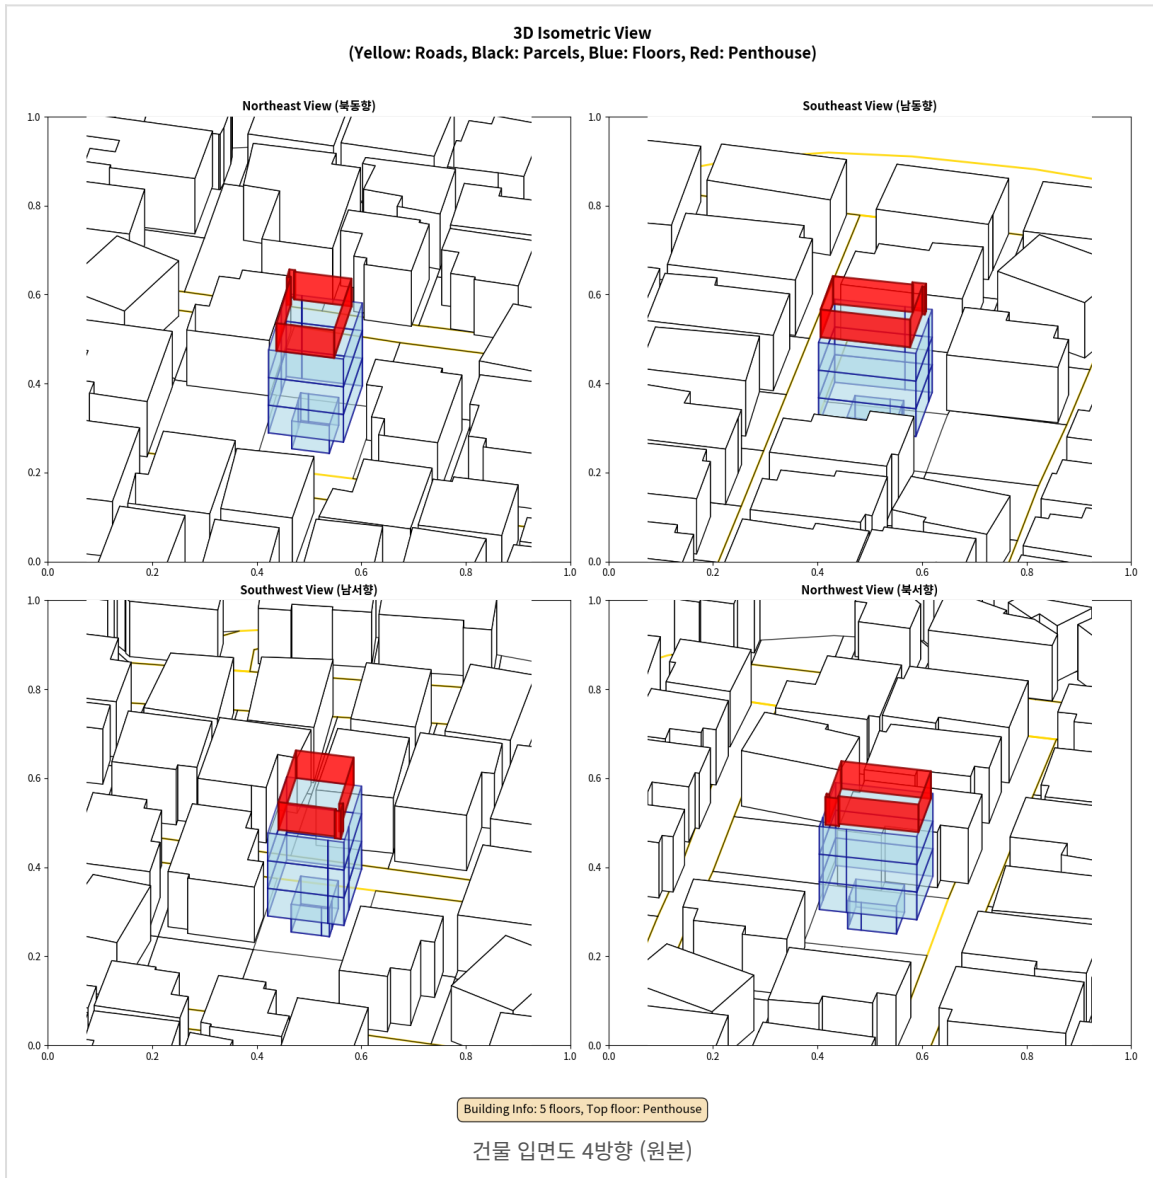 3D Isometric View
(Yellow: Roads, Black: Parcels, Blue: Floors, Red: Penthouse)
Northeast View (북동향)
1.0
0.8
0.6
0.4
0.2
0.0
0.0 0.2 0.4 0.6 0.8 1.0
Southeast View (남동향)
1.0
0.8
0.6
0.4
0.2
0.0
0.0 0.2 0.4 0.6 0.8 1.0
Southwest View (남서향)
1.0
0.8
0.6
0.4
0.2
0.0
0.0 0.2 0.4 0.6 0.8 1.0
Northwest View (북서향)
1.0
0.8
0.6
0.4
0.2
0.0
0.0 0.2 0.4 0.6 0.8 1.0
Building Info: 5 floors, Top floor: Penthouse
건물 입면도 4방향 (원본)